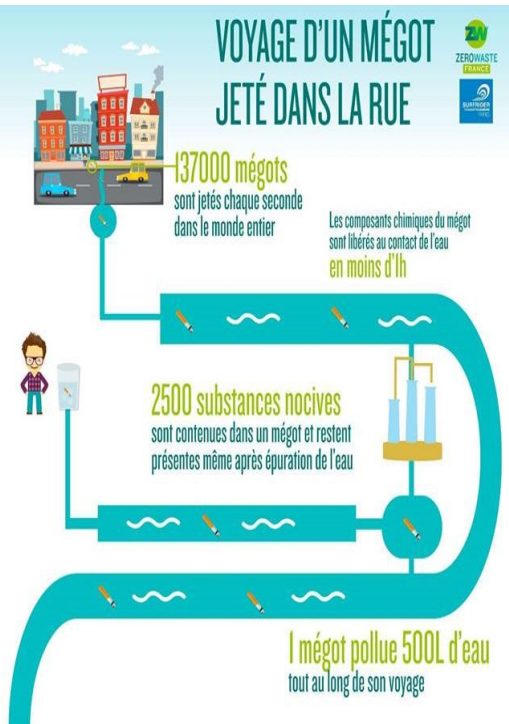 VOYAGE D'UN MÉGOT
JETÉ DANS LA RUE
ZW
ZEROWASTE
FRANCE
SURFRIDER
137000 mégots
sont jetés chaque seconde
dans le monde entier
Les composants chimiques du mégot
sont libérés au contact de l'eau
en moins d'1h
2500 substances nocives
sont contenues dans un mégot et restent
présentes même après épuration de l'eau
1 mégot pollue 500L d'eau
tout au long de son voyage